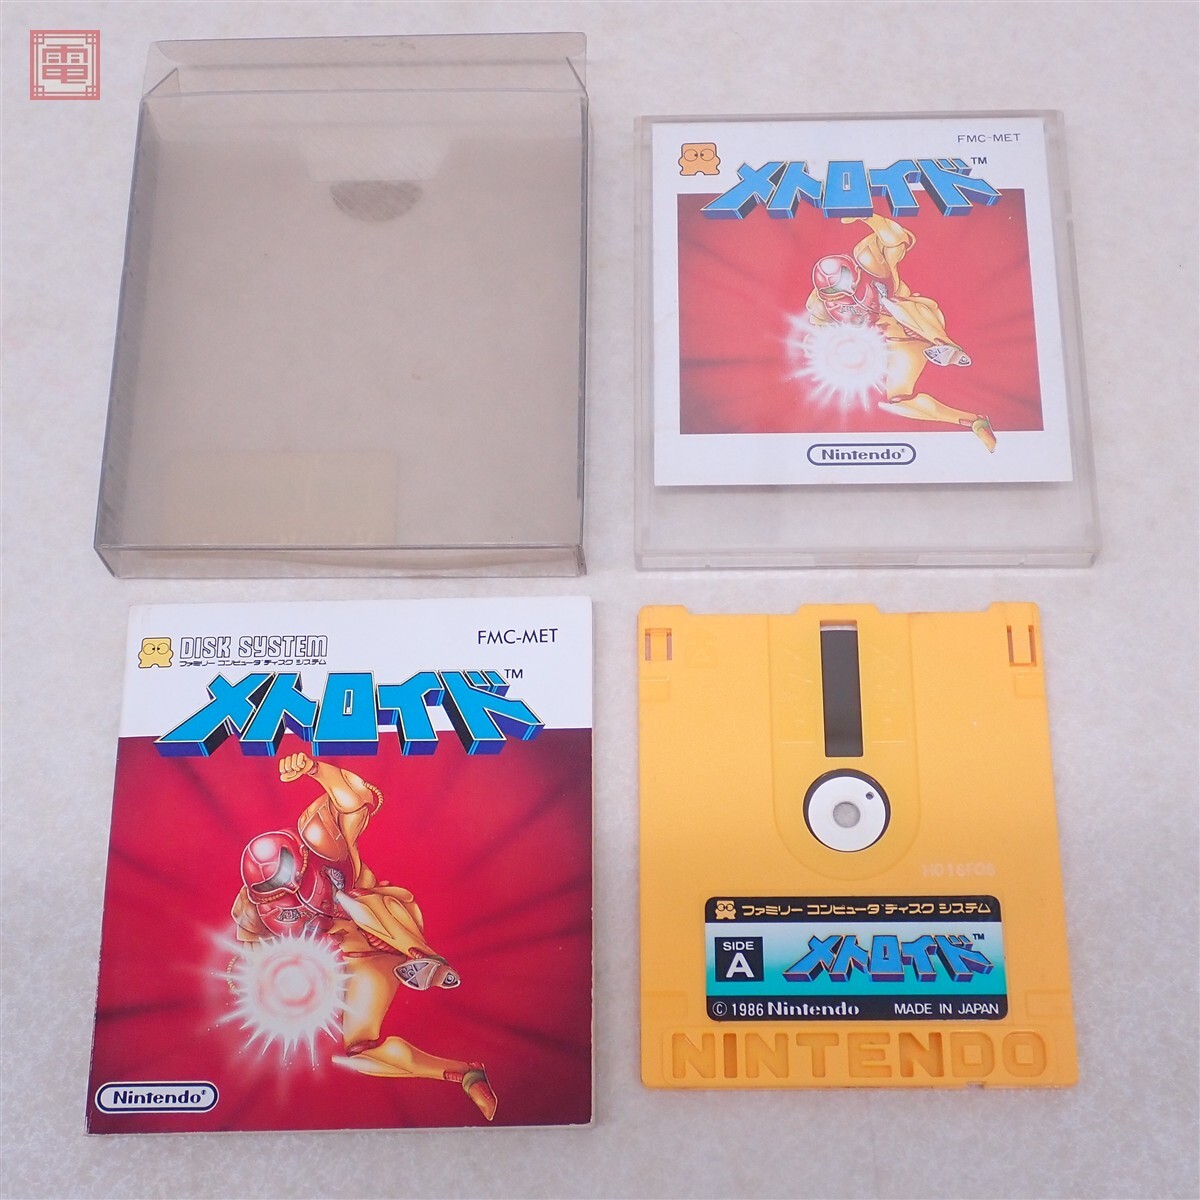 電
FMC-MET
メトロイド™
Nintendo®
DISK SYSTEM
ファミリー コンピュータ ディスク システム
FMC-MET
メトロイド™
Nintendo®
H018F08
ファミリー コンピュータ ディスク システム
SIDE
A
メトロイド™
© 1986 Nintendo MADE IN JAPAN
NINTENDO